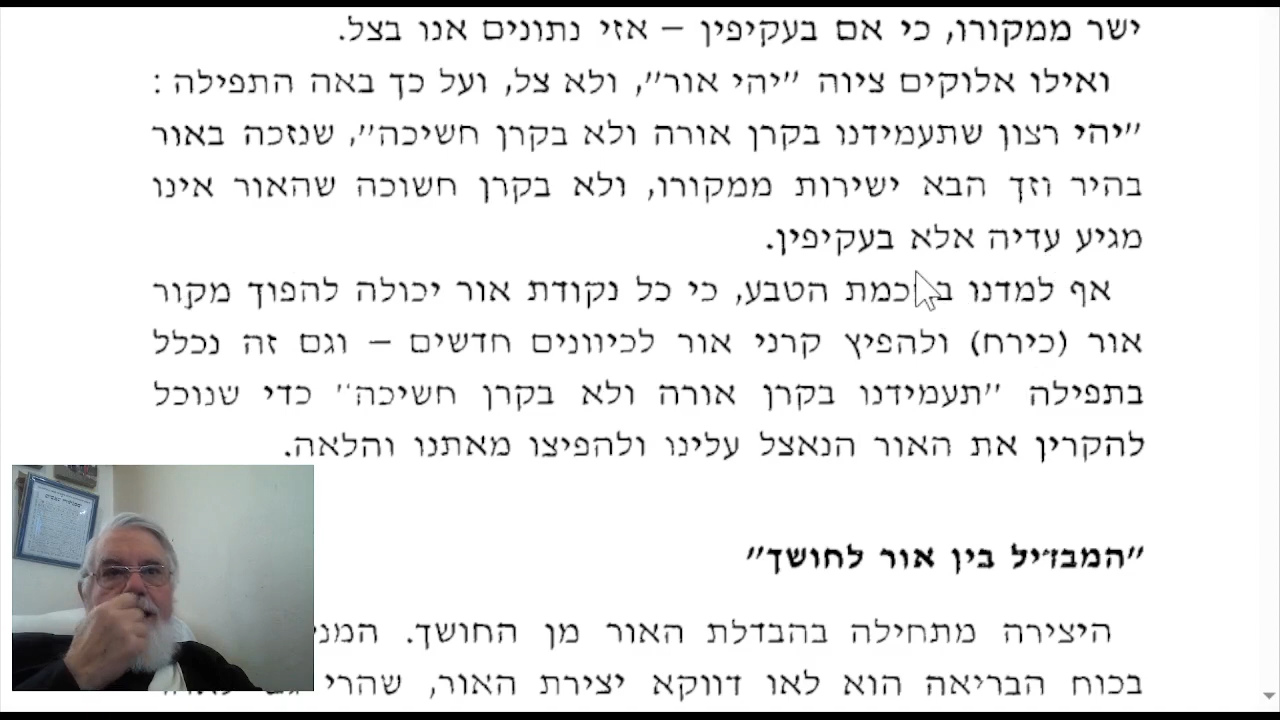 ישר ממקורו, כי אם בעקיפין – אזי נתונים אנו בצל.
ואילו אלוקים ציוה ״יהי אור״, ולא צל, ועל כך באה התפילה :
״יהי רצון שתעמידנו בקרן אורה ולא בקרן חשיכה״, שנזכה באור
בהיר וזך הבא ישירות ממקורו, ולא בקרן חשוכה שהאור אינו
מגיע עדיה אלא בעקיפין.
אף למדנו ב כמת הטבע, כי כל נקודת אור יכולה להפוך מקור
אור (כירח) ולהפיץ קרני אור לכיוונים חדשים – וגם זה נכלל
בתפילה ״תעמידנו בקרן אורה ולא בקרן חשיכה״ כדי שנוכל
להקרין את האור הנאצל עלינו ולהפיצו מאתנו והלאה.
״המבדיל בין אור לחושך״
היצירה מתחילה בהבדלת האור מן החושך.
בכוח הבריאה הוא לאו דווקא יצירת האור, שהרי